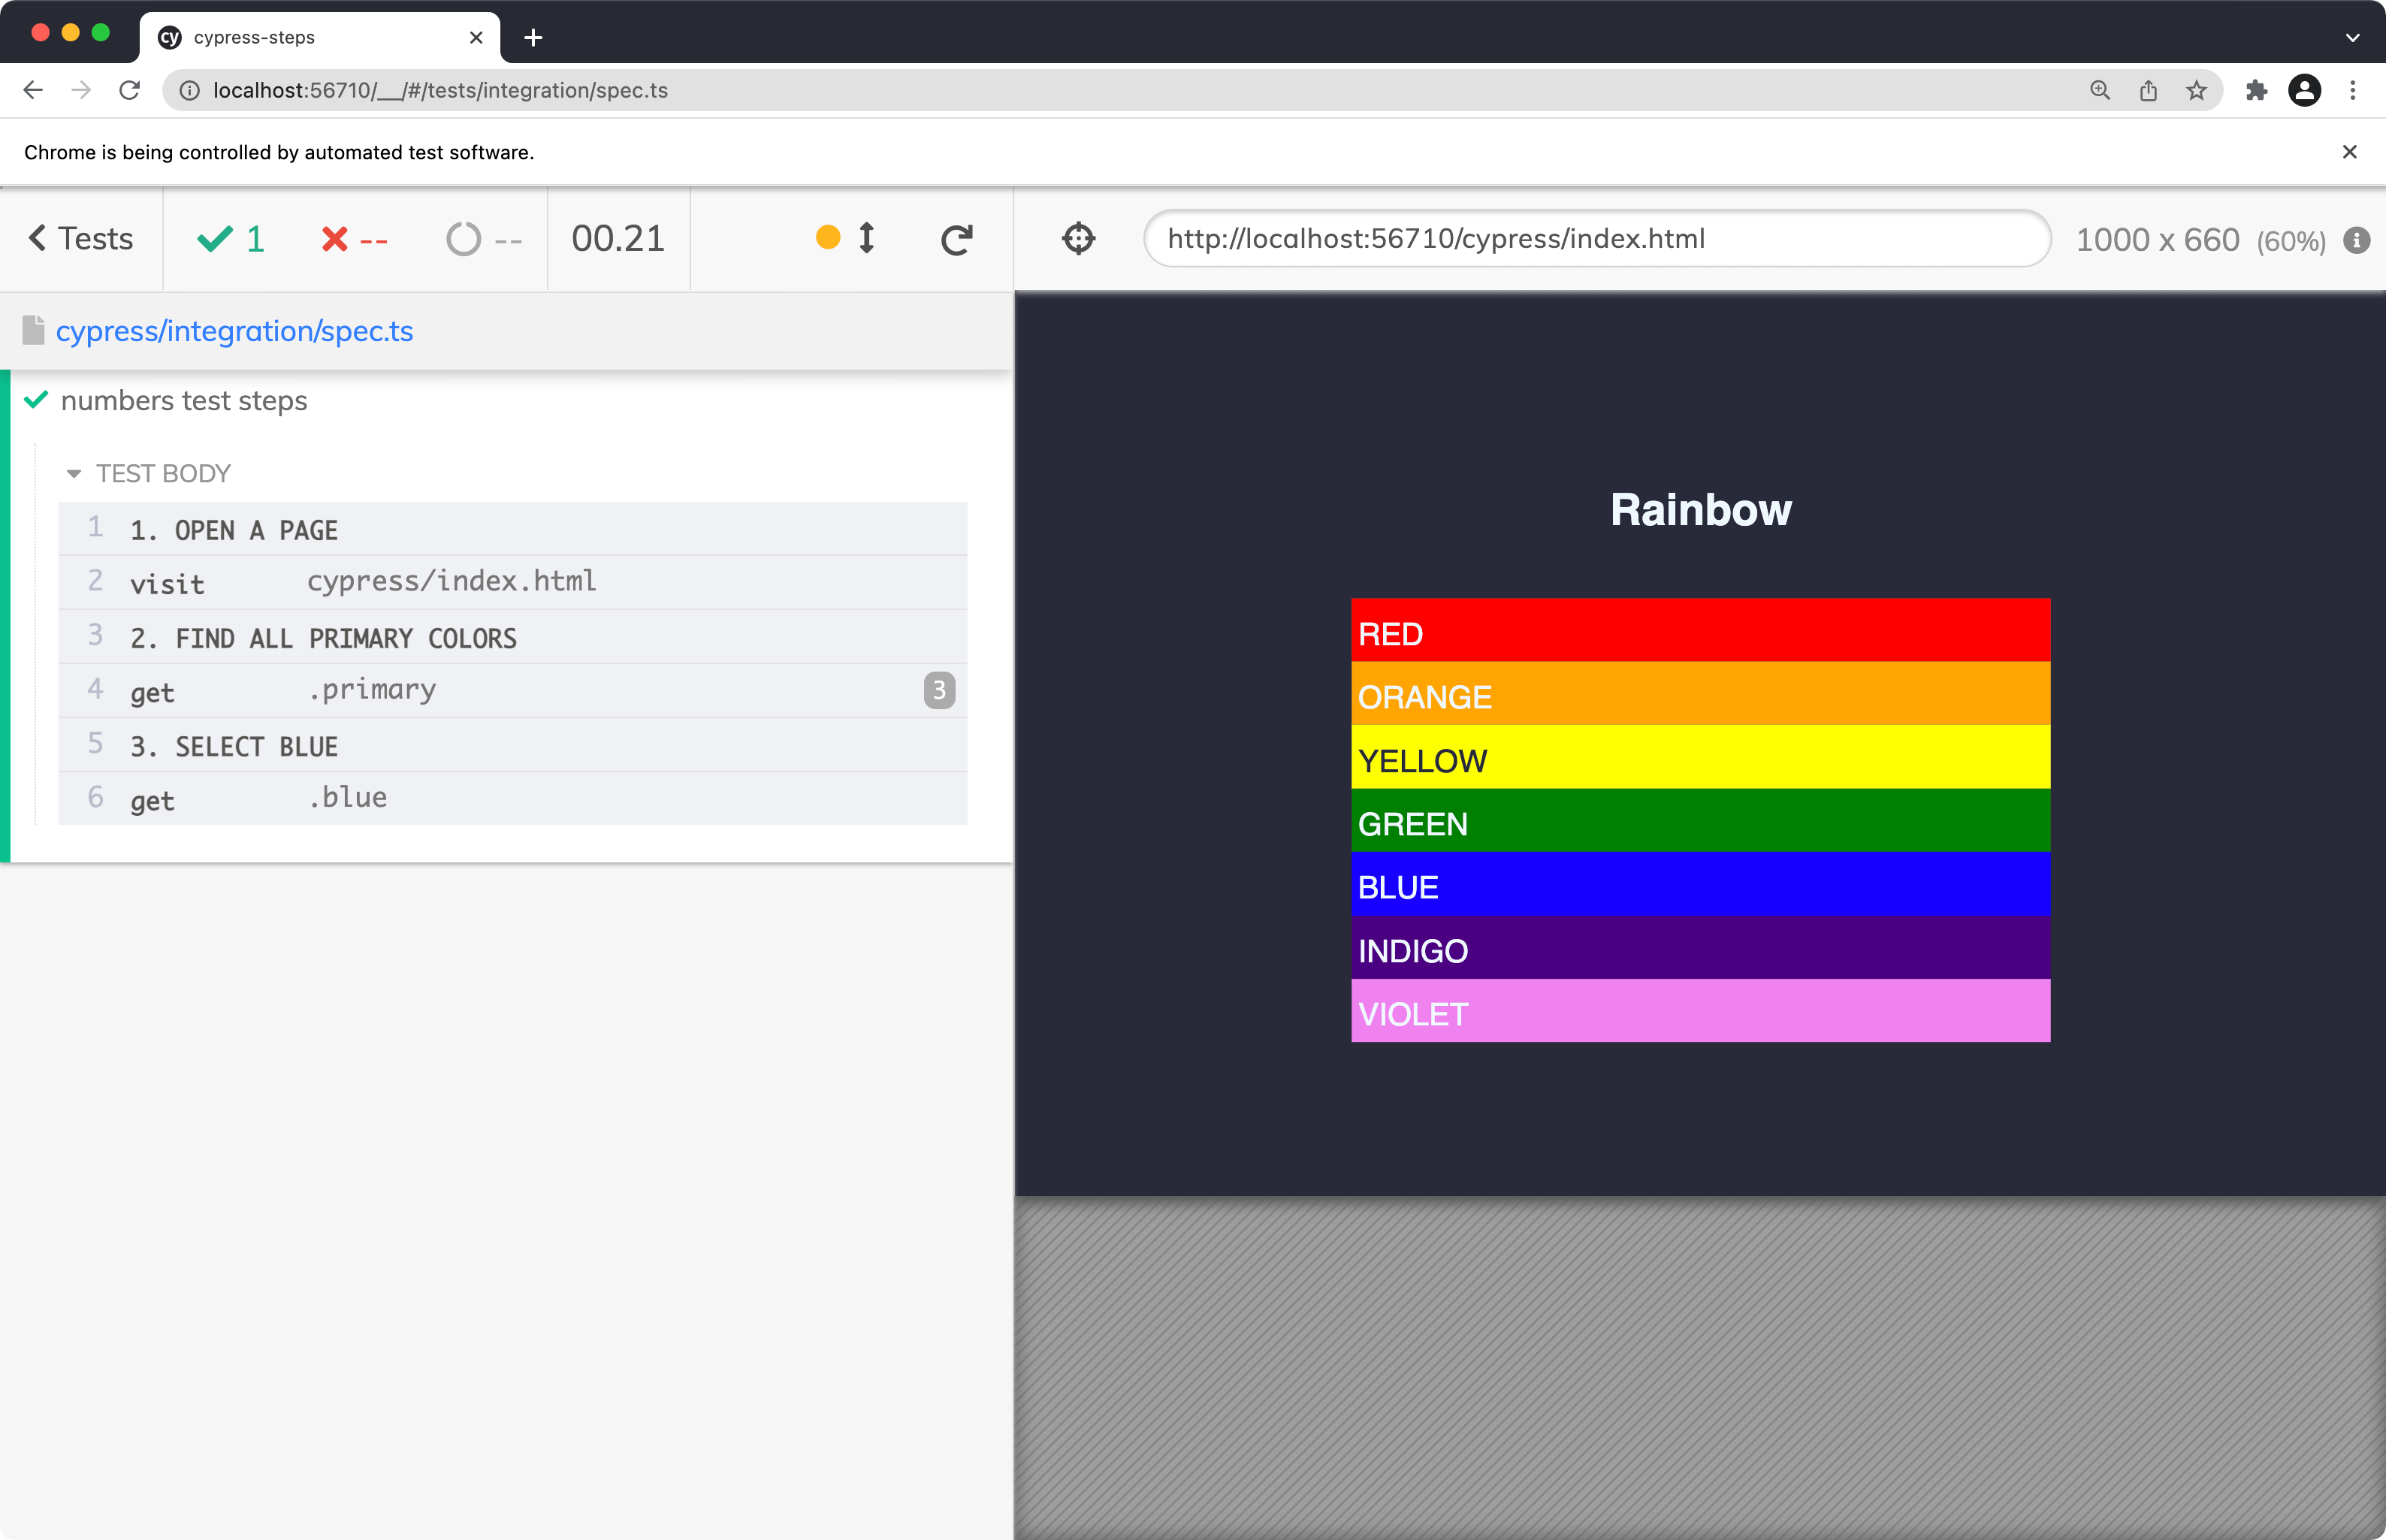 cy cypress-steps
localhost:56710/__/#/tests/integration/spec.ts
Chrome is being controlled by automated test software.
Tests 1 -- -- 00.21
http://localhost:56710/cypress/index.html 1000 x 660 (60%)
cypress/integration/spec.ts
numbers test steps
TEST BODY
1 1. OPEN A PAGE
2 visit cypress/index.html
3 2. FIND ALL PRIMARY COLORS
4 get .primary 3
5 3. SELECT BLUE
6 get .blue
Rainbow
RED
ORANGE
YELLOW
GREEN
BLUE
INDIGO
VIOLET